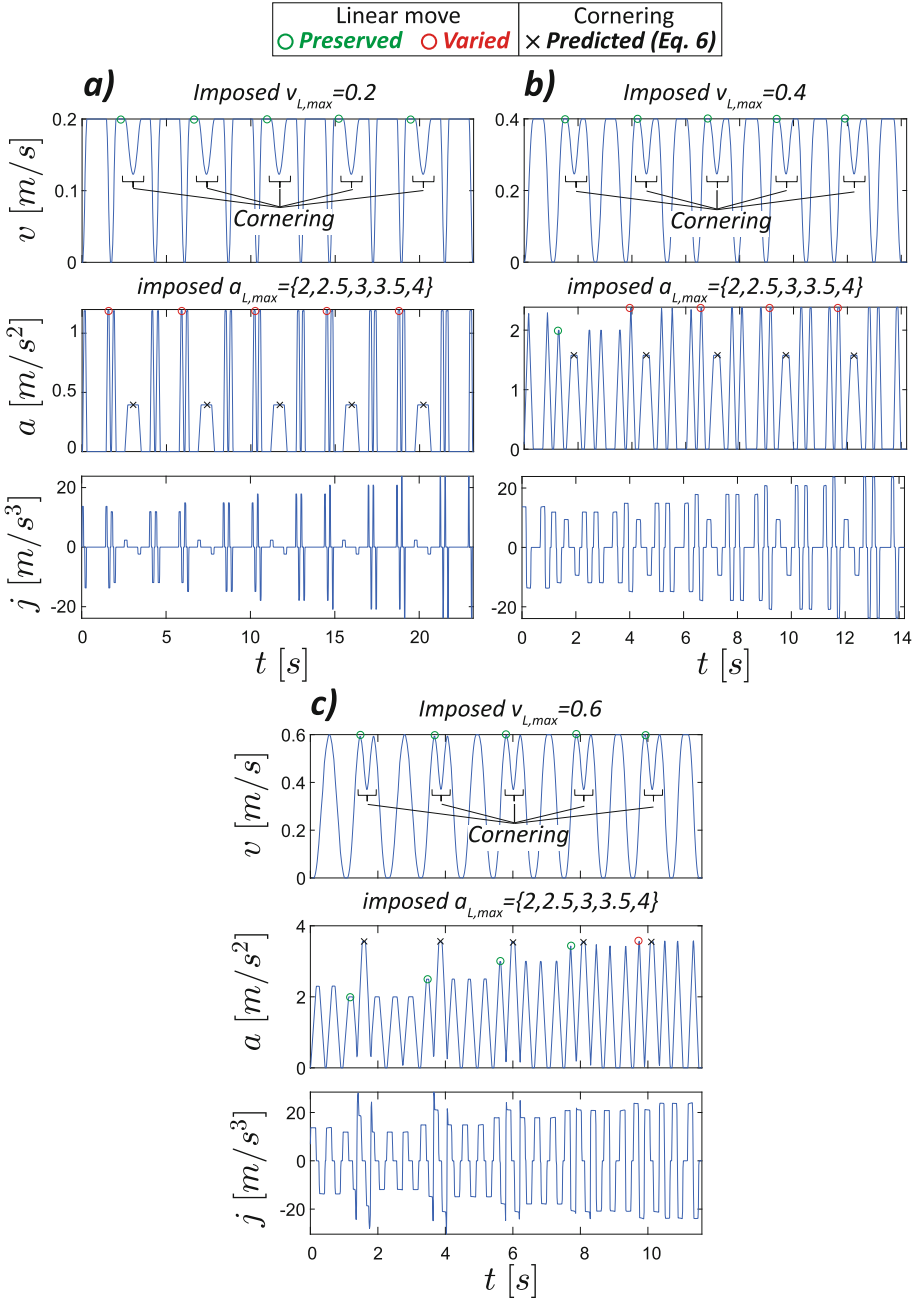 Linear move Cornering
Preserved Varied × Predicted (Eq. 6)
a)
Imposed v_L,max=0.2
0.2
0.1
0
v [m/s]
Cornering
imposed a_L,max={2,2.5,3,3.5,4}
1
0.5
0
a [m/s²]
20
0
-20
j [m/s³]
0 5 10 15 20
t [s]
b)
Imposed v_L,max=0.4
0.4
0.2
0
Cornering
imposed a_L,max={2,2.5,3,3.5,4}
2
1
0
20
0
-20
0 2 4 6 8 10 12 14
t [s]
c)
Imposed v_L,max=0.6
0.6
0.4
0.2
0
v [m/s]
Cornering
imposed a_L,max={2,2.5,3,3.5,4}
4
2
0
a [m/s²]
20
0
-20
j [m/s³]
0 2 4 6 8 10
t [s]